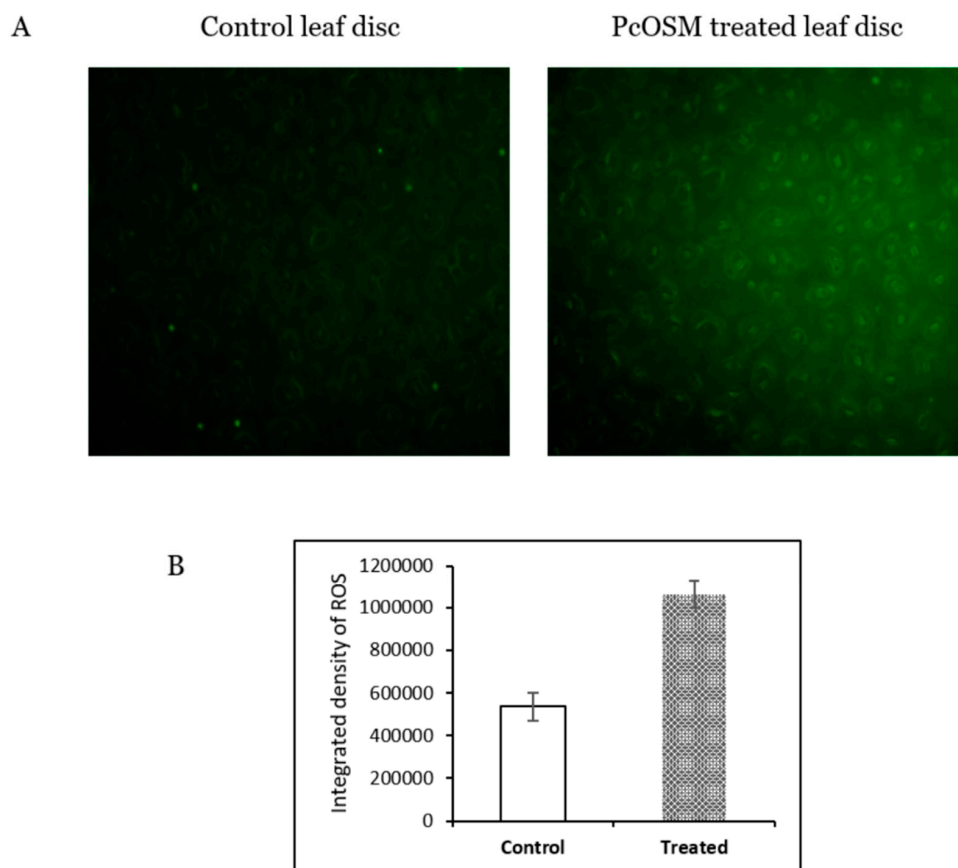 A
Control leaf disc
PcOSM treated leaf disc
B
Integrated density of ROS
1200000
1000000
800000
600000
400000
200000
0
Control
Treated